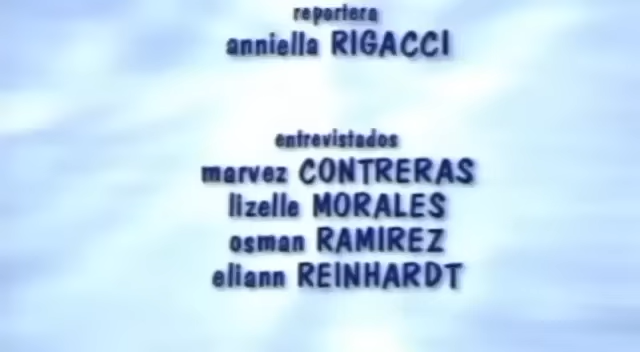 reportera
anniella RIGACCI
entrevistados
marvez CONTRERAS
lizelle MORALES
osman RAMIREZ
eliann REINHARDT